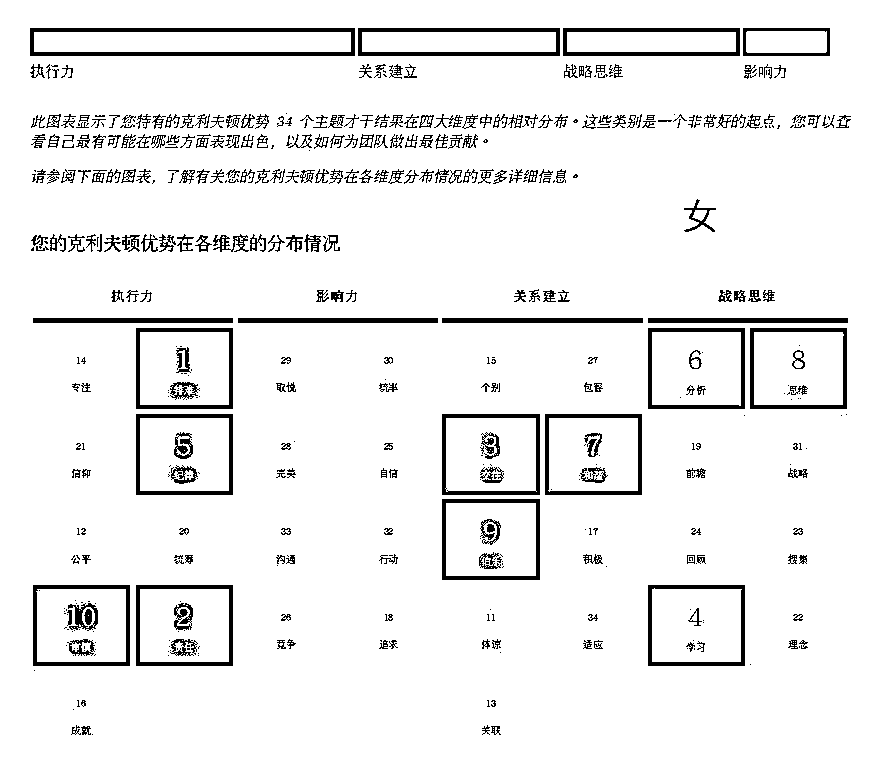 执行力 关系建立 战略思维 影响力
此图表显示了您特有的克利夫顿优势 34 个主题才干结果在四大维度中的相对分布。这些类别是一个非常好的起点，您可以查
看自己最有可能在哪些方面表现出色，以及如何为团队做出最佳贡献。
请参阅下面的图表，了解有关您的克利夫顿优势在各维度分布情况的更多详细信息。
女
您的克利夫顿优势在各维度的分布情况
执行力 影响力 关系建立 战略思维
14 1 29 30 15 27 6 8
专注 取悦 统率 个别 包容 分析 思维
21 5 28 25 3 7 19 31
信仰 纪律 完美 自信 交往 前瞻 战略
12 20 33 32 9 17 24 23
公平 统筹 沟通 行动 伯乐 积极 回顾 搜集
10 2 26 18 11 34 4 22
审慎 责任 竞争 追求 体谅 适应 学习 理念
16 13
成就 关联